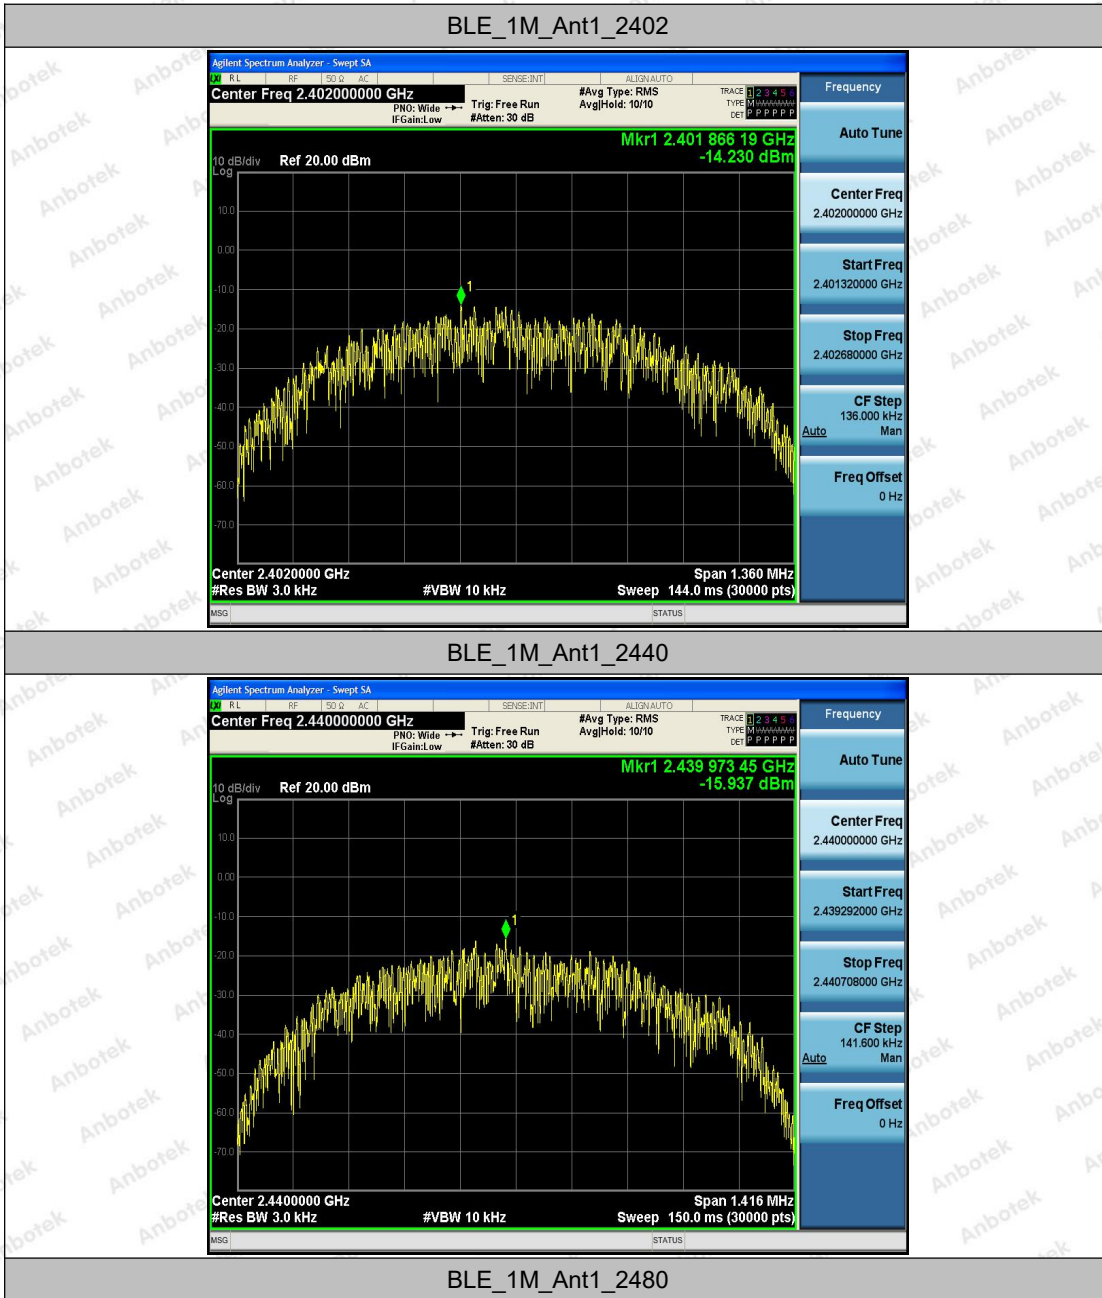 BLE_1M_Ant1_2402
Agilent Spectrum Analyzer - Swept SA
LXI RL RF 50 Ω AC SENSE:INT ALIGNAUTO
Center Freq 2.402000000 GHz
PNO: Wide
IFGain:Low
Trig: Free Run
#Atten: 30 dB
#Avg Type: RMS
Avg|Hold: 10/10
TRACE 1 2 3 4 5 6
TYPE M
DET P P P P P P
Mkr1 2.401 866 19 GHz
-14.230 dBm
10 dB/div Ref 20.00 dBm
Log
10.0
0.00
-10.0
-20.0
-30.0
-40.0
-50.0
-60.0
-70.0
1
Center 2.4020000 GHz Span 1.360 MHz
#Res BW 3.0 kHz #VBW 10 kHz Sweep 144.0 ms (30000 pts)
MSG STATUS
Frequency
Auto Tune
Center Freq
2.402000000 GHz
Start Freq
2.401320000 GHz
Stop Freq
2.402680000 GHz
CF Step
136.000 kHz
Auto Man
Freq Offset
0 Hz
BLE_1M_Ant1_2440
Agilent Spectrum Analyzer - Swept SA
LXI RL RF 50 Ω AC SENSE:INT ALIGNAUTO
Center Freq 2.440000000 GHz
PNO: Wide
IFGain:Low
Trig: Free Run
#Atten: 30 dB
#Avg Type: RMS
Avg|Hold: 10/10
TRACE 1 2 3 4 5 6
TYPE M
DET P P P P P P
Mkr1 2.439 973 45 GHz
-15.937 dBm
10 dB/div Ref 20.00 dBm
Log
10.0
0.00
-10.0
-20.0
-30.0
-40.0
-50.0
-60.0
-70.0
1
Center 2.4400000 GHz Span 1.416 MHz
#Res BW 3.0 kHz #VBW 10 kHz Sweep 150.0 ms (30000 pts)
MSG STATUS
Frequency
Auto Tune
Center Freq
2.440000000 GHz
Start Freq
2.439292000 GHz
Stop Freq
2.440708000 GHz
CF Step
141.600 kHz
Auto Man
Freq Offset
0 Hz
BLE_1M_Ant1_2480